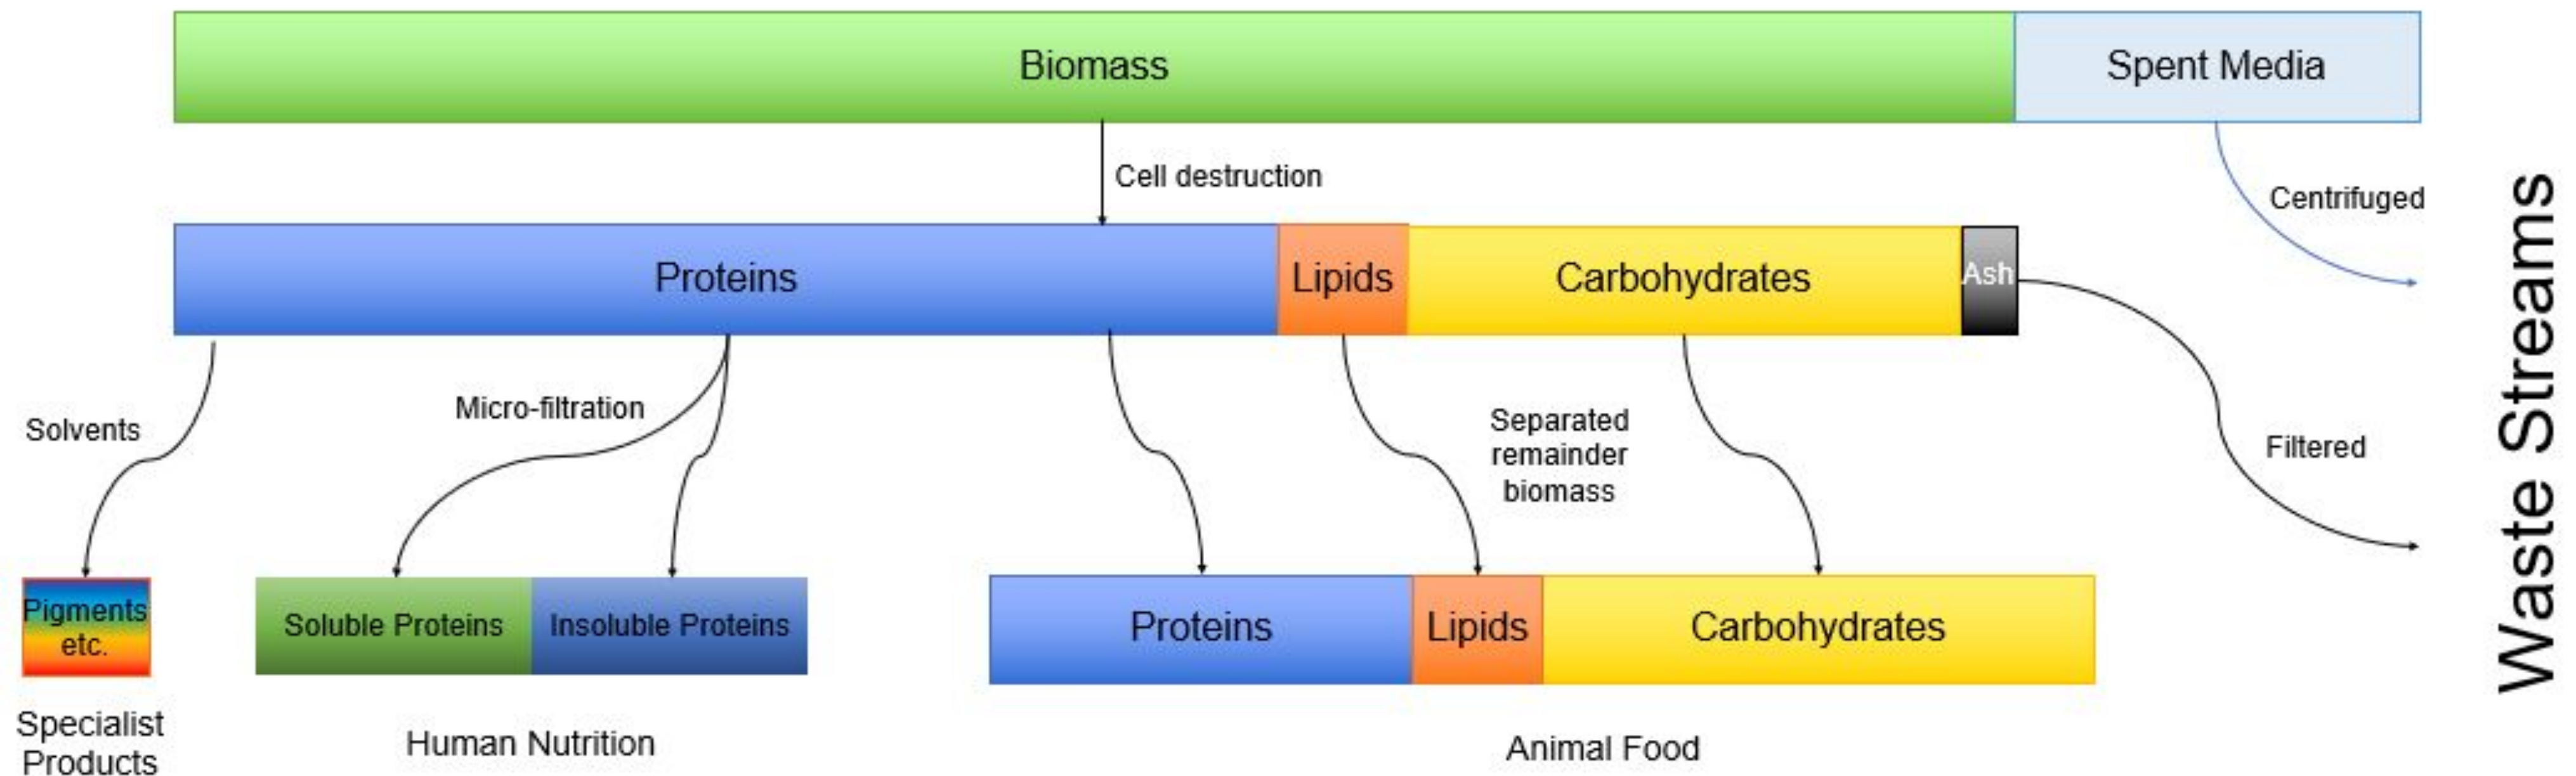 Biomass
Spent Media
Cell destruction
Centrifuged
Proteins
Lipids
Carbohydrates
Ash
Solvents
Micro-filtration
Separated
remainder
biomass
Filtered
Waste Streams
Pigments
etc.
Soluble Proteins
Insoluble Proteins
Proteins
Lipids
Carbohydrates
Specialist
Products
Human Nutrition
Animal Food